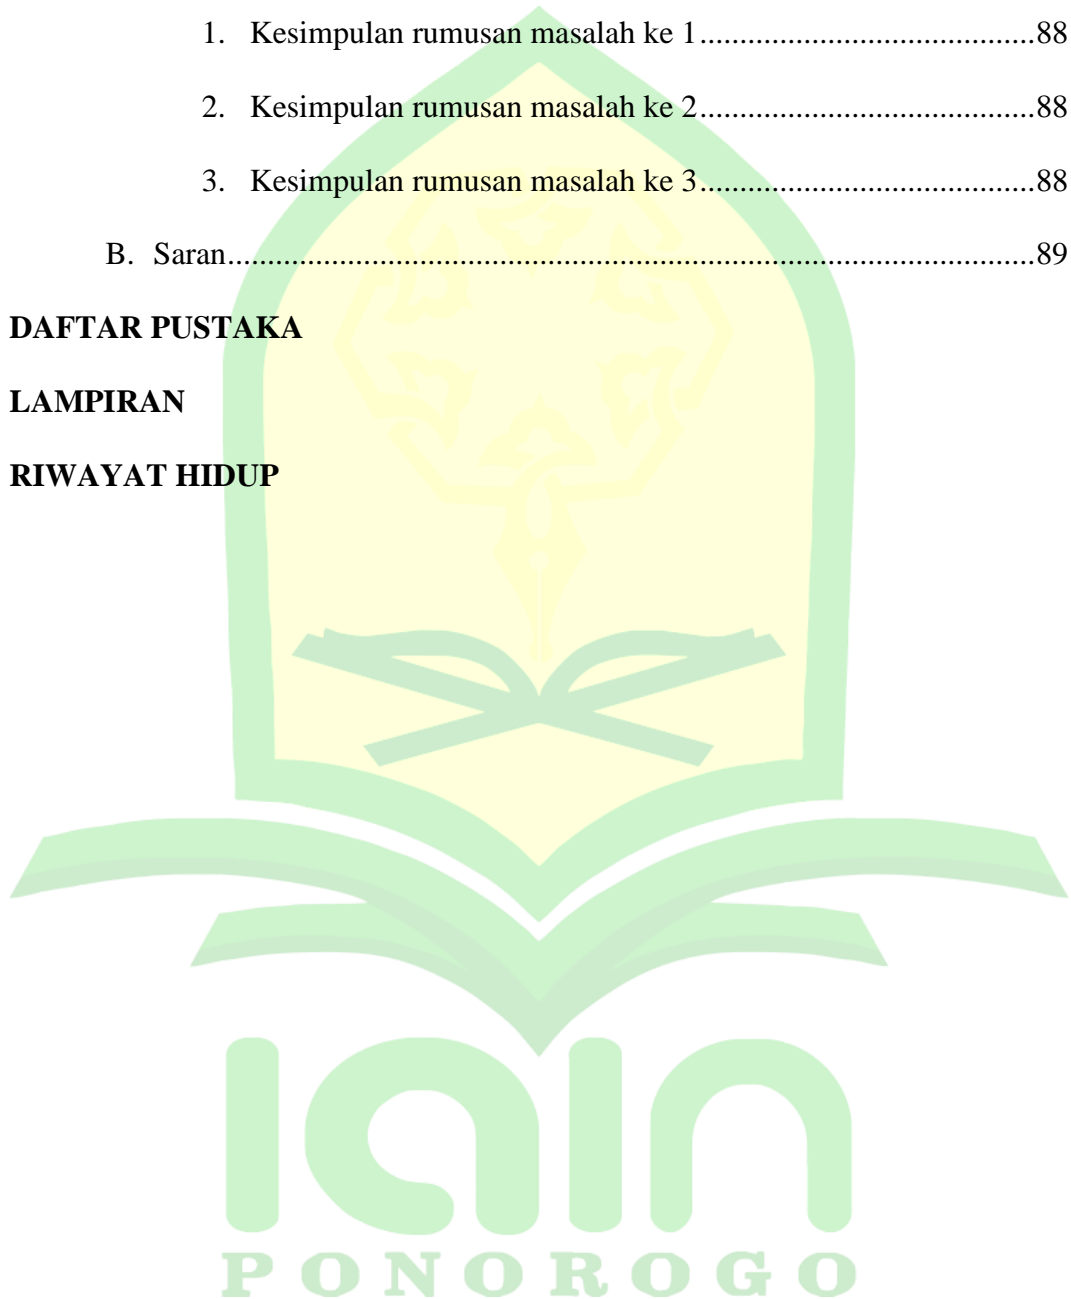 1. Kesimpulan rumusan masalah ke 1.........................................88
2. Kesimpulan rumusan masalah ke 2.........................................88
3. Kesimpulan rumusan masalah ke 3.........................................88
B. Saran....................................................................................................89
DAFTAR PUSTAKA
LAMPIRAN
RIWAYAT HIDUP
iain
PONOROGO